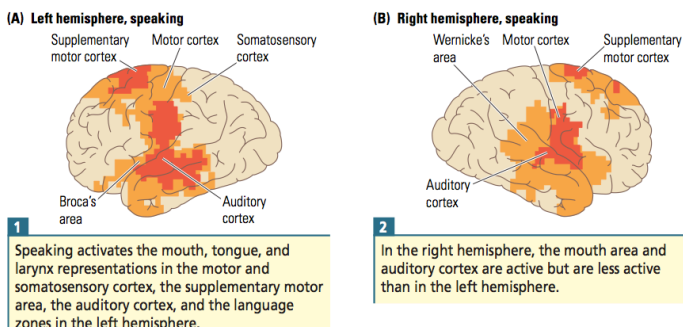 (A) Left hemisphere, speaking
Supplementary
motor cortex
Motor cortex
Somatosensory
cortex
Broca's
area
Auditory
cortex
1
Speaking activates the mouth, tongue, and
larynx representations in the motor and
somatosensory cortex, the supplementary motor
area, the auditory cortex, and the language
zones in the left hemisphere.
(B) Right hemisphere, speaking
Wernicke's
area
Motor cortex
Supplementary
motor cortex
Auditory
cortex
2
In the right hemisphere, the mouth area and
auditory cortex are active but are less active
than in the left hemisphere.